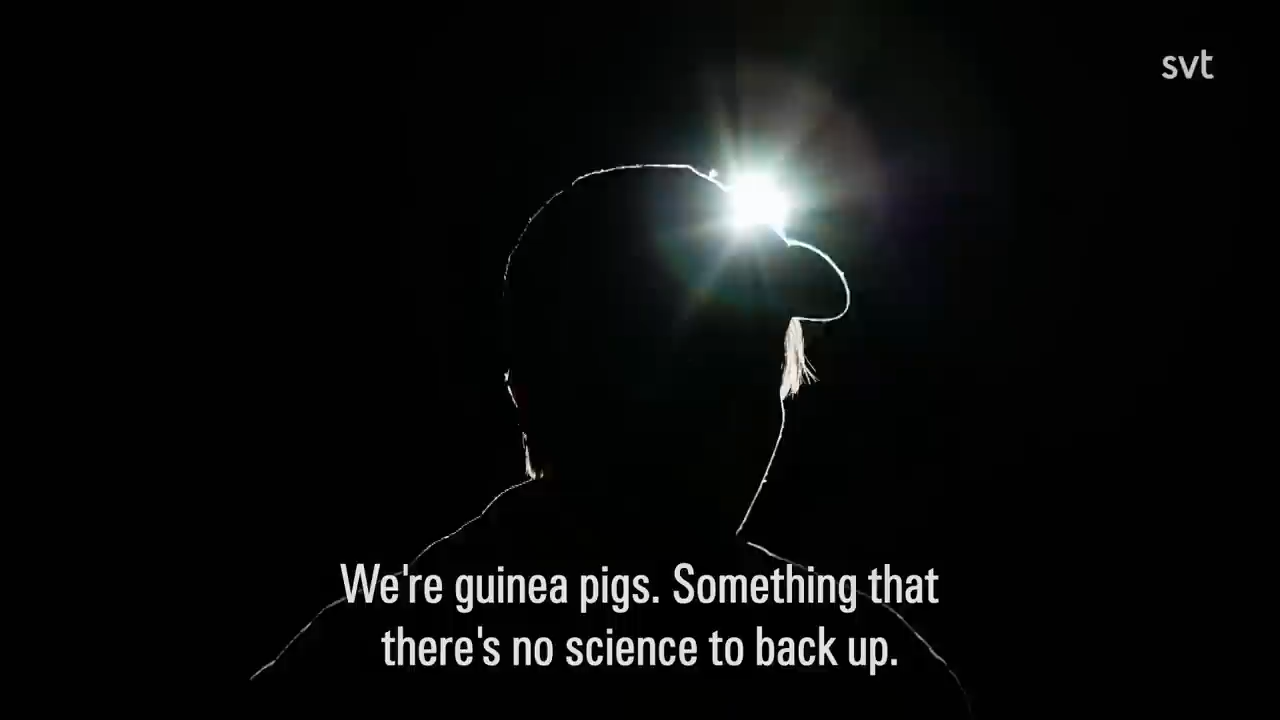 svt
We're guinea pigs. Something that
there's no science to back up.